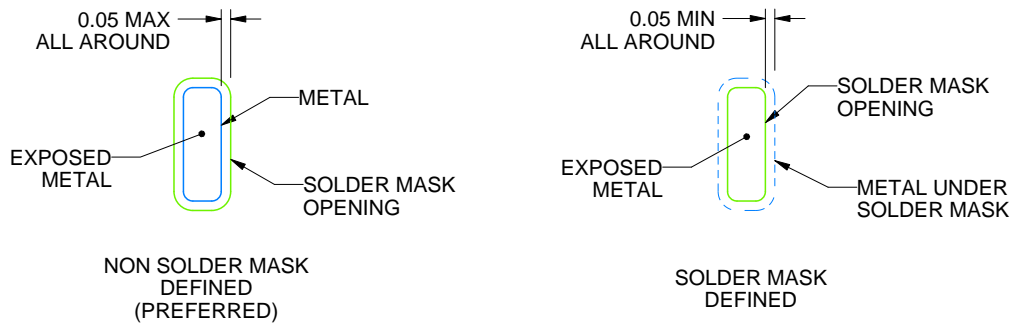 0.05 MAX
ALL AROUND
METAL
EXPOSED
METAL
SOLDER MASK
OPENING
NON SOLDER MASK
DEFINED
(PREFERRED)
0.05 MIN
ALL AROUND
SOLDER MASK
OPENING
EXPOSED
METAL
METAL UNDER
SOLDER MASK
SOLDER MASK
DEFINED